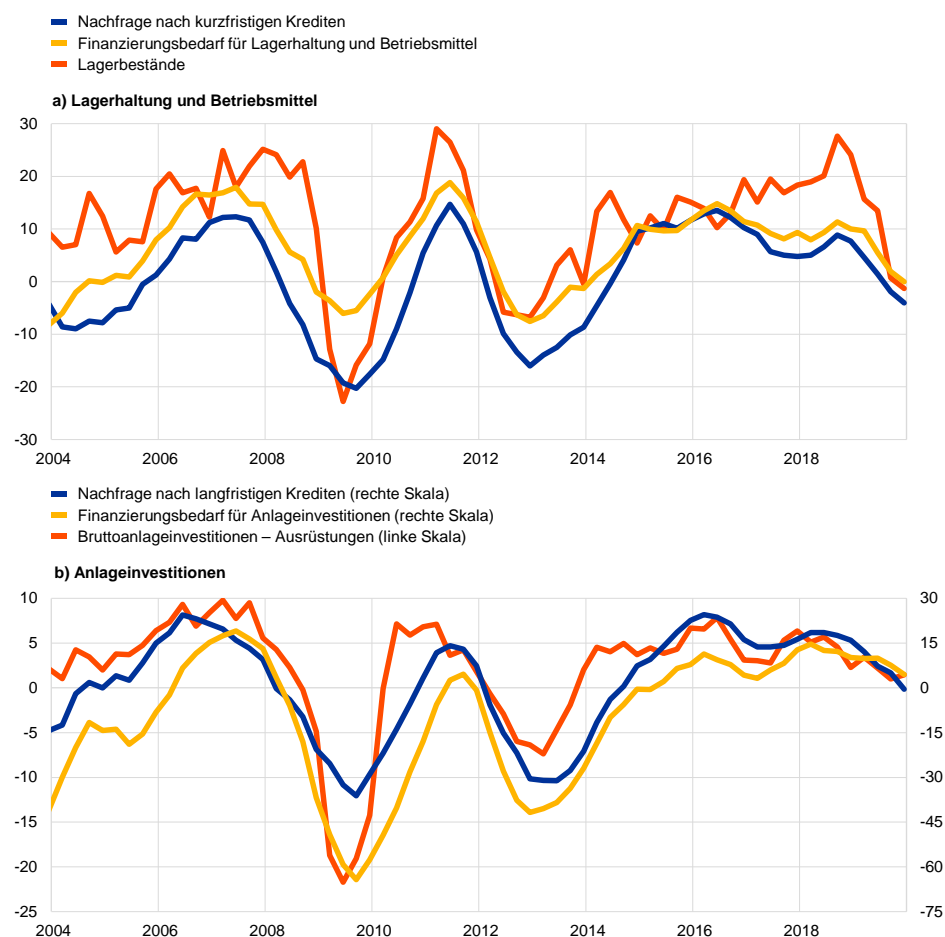 Nachfrage nach kurzfristigen Krediten
Finanzierungsbedarf für Lagerhaltung und Betriebsmittel
Lagerbestände
a) Lagerhaltung und Betriebsmittel
30
20
10
0
-10
-20
-30
2004 2006 2008 2010 2012 2014 2016 2018
Nachfrage nach langfristigen Krediten (rechte Skala)
Finanzierungsbedarf für Anlageinvestitionen (rechte Skala)
Bruttoanlageinvestitionen – Ausrüstungen (linke Skala)
b) Anlageinvestitionen
10 30
5 15
0 0
-5 -15
-10 -30
-15 -45
-20 -60
-25 -75
2004 2006 2008 2010 2012 2014 2016 2018